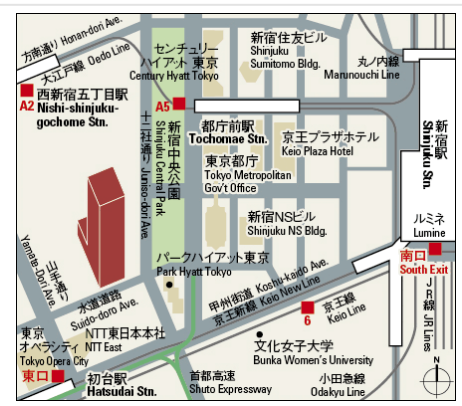 方南通り Honan-dori Ave.
大江戸線 Oedo Line
A2
西新宿五丁目駅
Nishi-shinjuku-
gochome Stn.
センチュリー
ハイアット 東京
Century Hyatt Tokyo
A5
新宿住友ビル
Shinjuku
Sumitomo Bldg.
丸ノ内線
Marunouchi Line
十二社通り Juniso-dori Ave.
新宿中央公園
Shinjuku Central Park
都庁前駅
Tochomae Stn.
東京都庁
Tokyo Metropolitan
Gov't Office
京王プラザホテル
Keio Plaza Hotel
新宿駅
Shinjuku Stn.
新宿NSビル
Shinjuku NS Bldg.
ルミネ
Lumine
南口
South Exit
山手通り
Yamate-Dori Ave.
パークハイアット東京
Park Hyatt Tokyo
水道道路
Suido-doro Ave.
甲州街道 Koshu-kaido Ave.
京王新線 Keio New Line
6
京王線
Keio Line
JR線
JR Lines
東京
オペラシティ
Tokyo Opera City
NTT東日本本社
NTT East
東口
初台駅
Hatsudai Stn.
文化女子大学
Bunka Women's University
首都高速
Shuto Expressway
小田急線
Odakyu Line
N